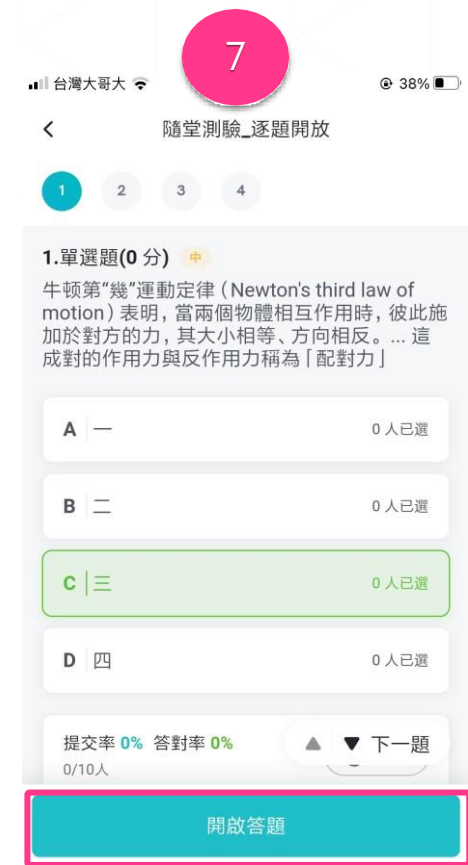 7
台灣大哥大
38%
隨堂測驗_逐題開放
1 2 3 4
1.單選題(0 分) 中
牛顿第“幾”運動定律（Newton's third law of
motion）表明，當兩個物體相互作用時，彼此施
加於對方的力，其大小相等、方向相反。... 這
成對的作用力與反作用力稱為「配對力」
A 一 0 人已選
B 二 0 人已選
C 三 0 人已選
D 四 0 人已選
提交率 0% 答對率 0%
▲ ▼ 下一題
0/10人
開啟答題